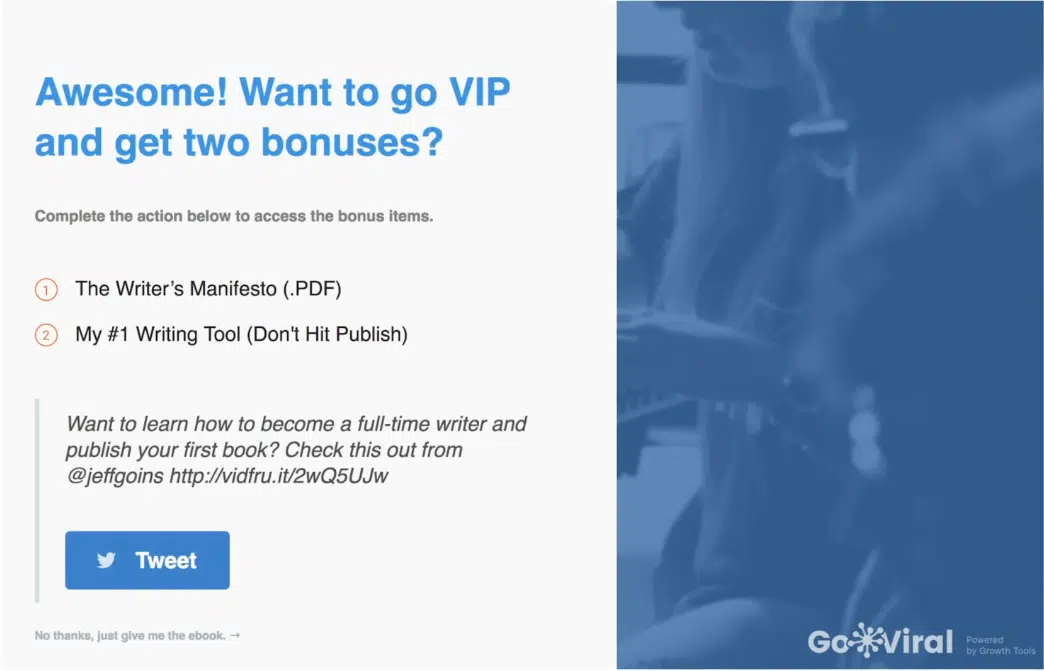 Awesome! Want to go VIP
and get two bonuses?
Complete the action below to access the bonus items.
1 The Writer’s Manifesto (.PDF)
2 My #1 Writing Tool (Don't Hit Publish)
Want to learn how to become a full-time writer and
publish your first book? Check this out from
@jeffgoins http://vidfru.it/2wQ5UJw
Tweet
No thanks, just give me the ebook. →
Go Viral
Powered
by Growth Tools